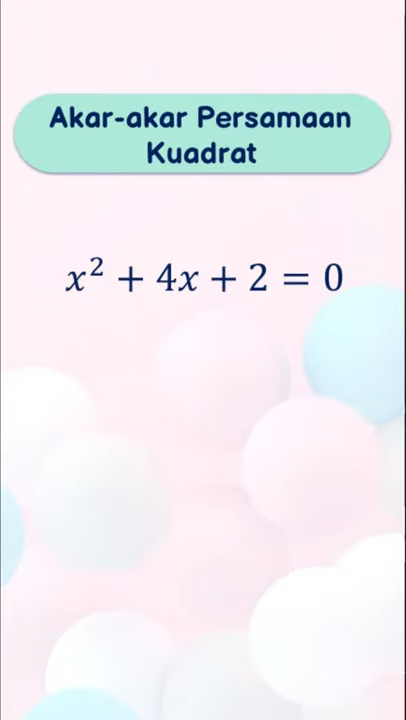 Akar-akar Persamaan
Kuadrat
x² + 4x + 2 = 0